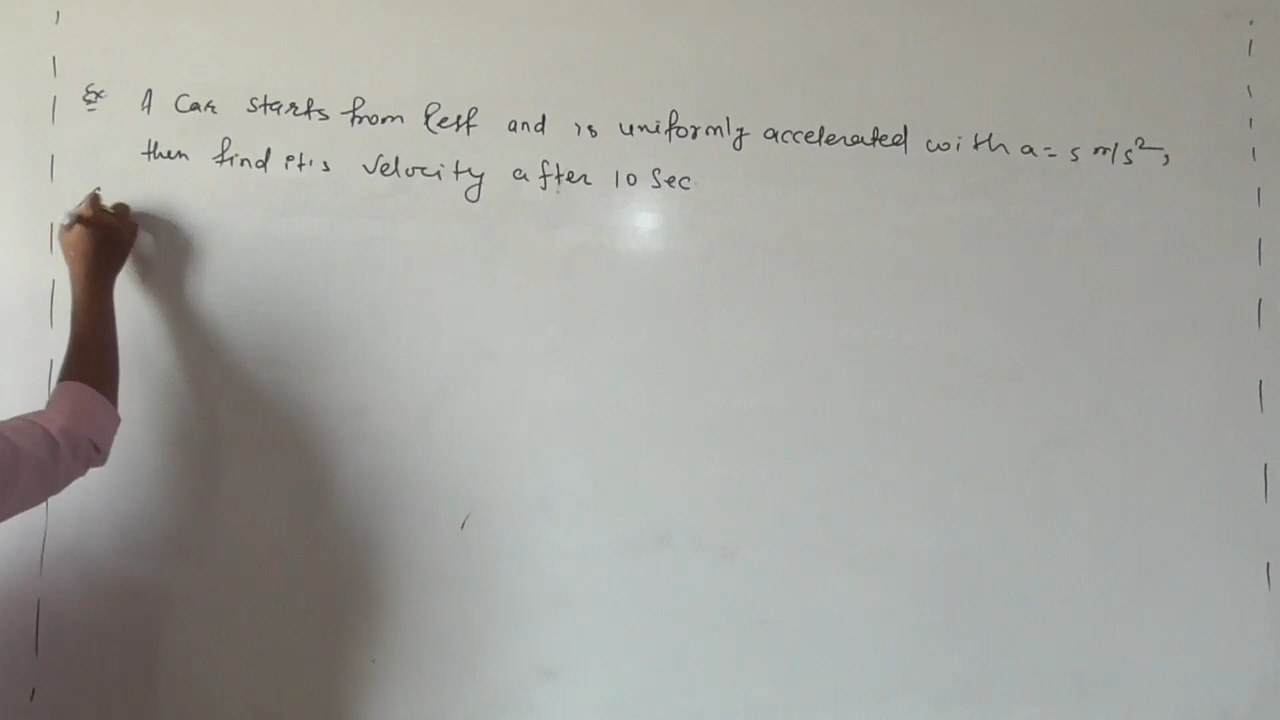 Ex A Car starts from Rest and is uniformly accelerated with a = 5 m/s²,
then find it's velocity after 10 Sec.